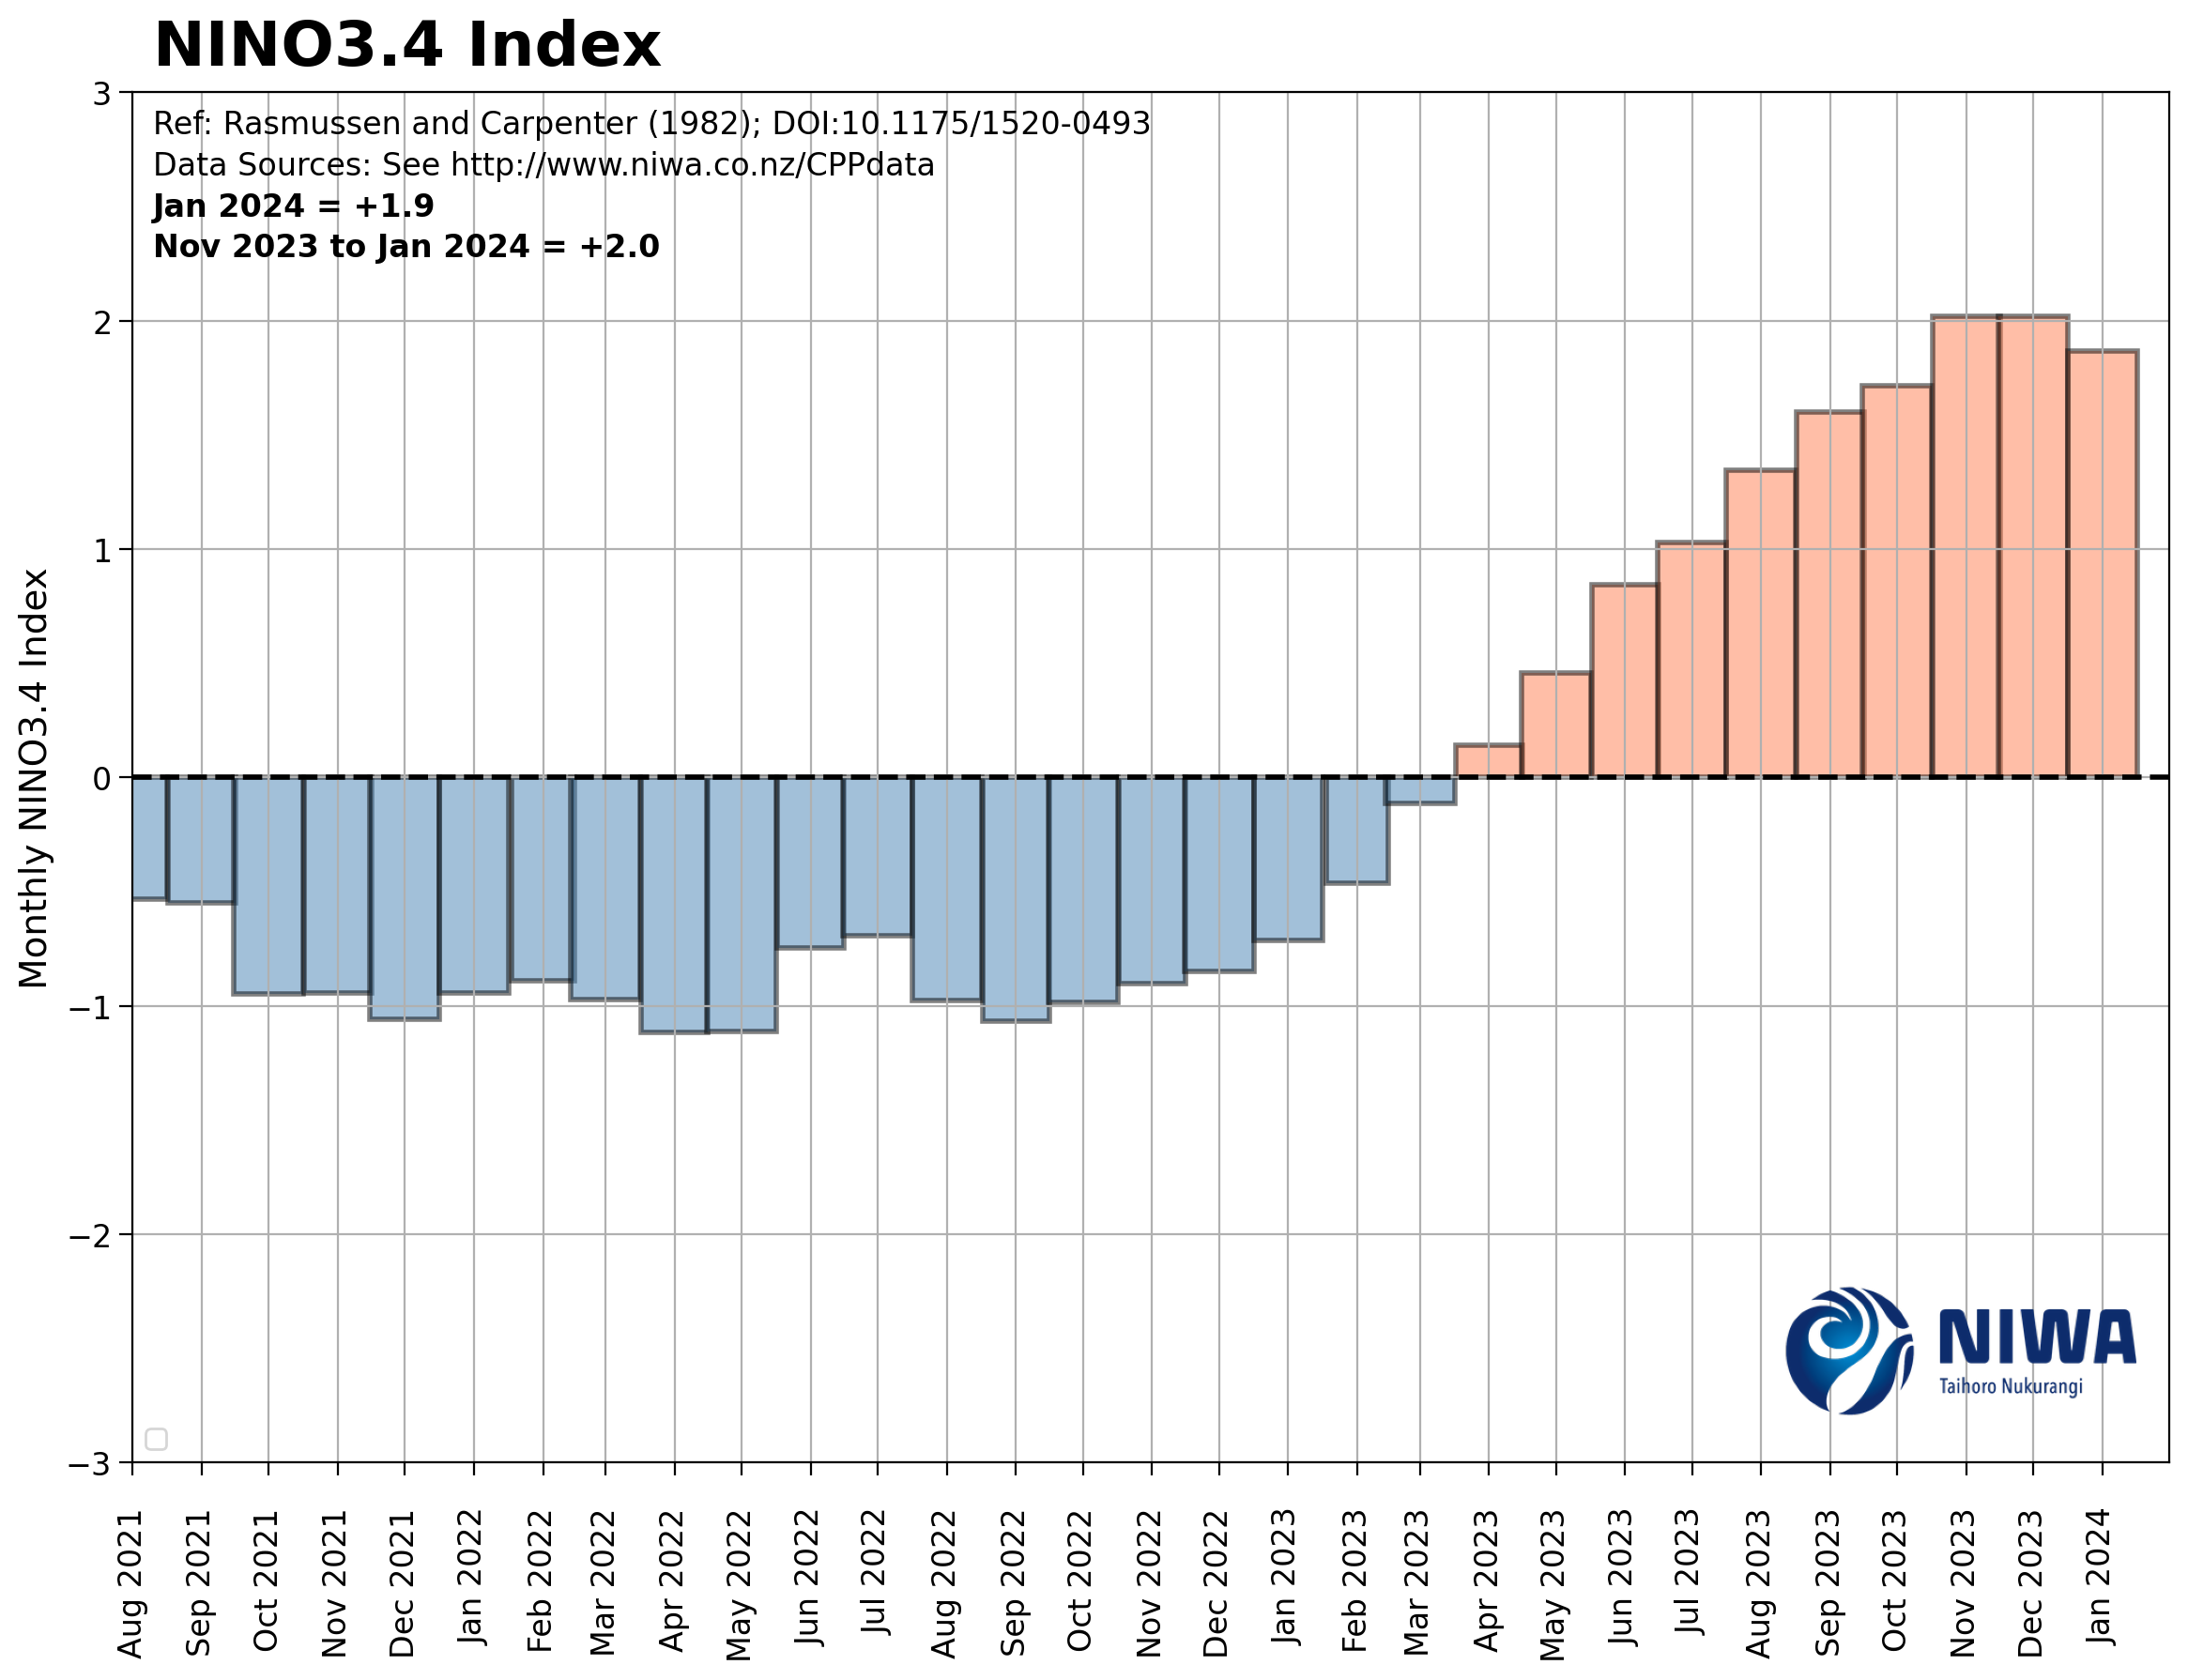 NINO3.4 Index
Ref: Rasmussen and Carpenter (1982); DOI:10.1175/1520-0493
Data Sources: See http://www.niwa.co.nz/CPPdata
Jan 2024 = +1.9
Nov 2023 to Jan 2024 = +2.0
Monthly NINO3.4 Index
3
2
1
0
−1
−2
−3
NIWA
Taihoro Nukurangi
Aug 2021
Sep 2021
Oct 2021
Nov 2021
Dec 2021
Jan 2022
Feb 2022
Mar 2022
Apr 2022
May 2022
Jun 2022
Jul 2022
Aug 2022
Sep 2022
Oct 2022
Nov 2022
Dec 2022
Jan 2023
Feb 2023
Mar 2023
Apr 2023
May 2023
Jun 2023
Jul 2023
Aug 2023
Sep 2023
Oct 2023
Nov 2023
Dec 2023
Jan 2024